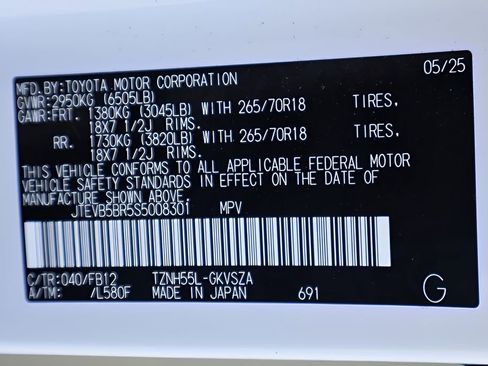 MFD.BY:TOYOTA MOTOR CORPORATION 05/25
GVWR:2950KG (6505LB)
GAWR:FRT. 1380KG (3045LB) WITH 265/70R18 TIRES,
18X7 1/2J RIMS.
RR. 1730KG (3820LB) WITH 265/70R18 TIRES,
18X7 1/2J RIMS.
THIS VEHICLE CONFORMS TO ALL APPLICABLE FEDERAL MOTOR
VEHICLE SAFETY STANDARDS IN EFFECT ON THE DATE OF
MANUFACTURE SHOWN ABOVE.
JTEVB5BR5S5008301 MPV
C/TR:040/FB12 TZNH55L-GKVSZA
A/TM: /L580F MADE IN JAPAN 691 G